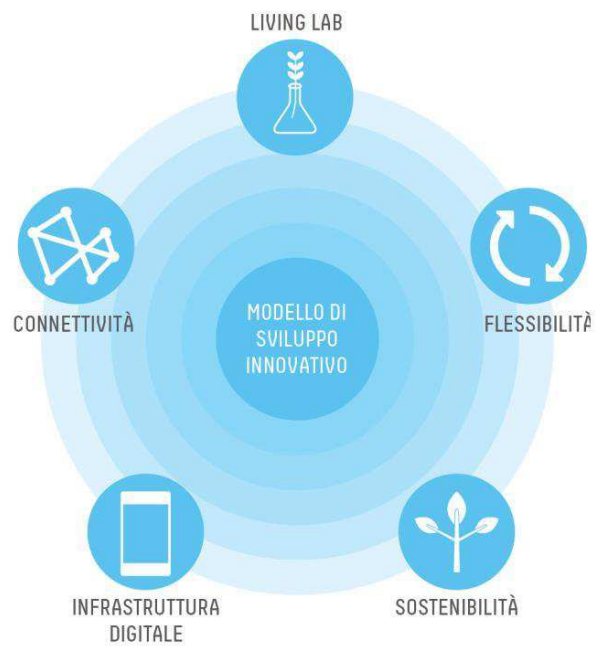 LIVING LAB
CONNETTIVITÀ
FLESSIBILITÀ
MODELLO DI
SVILUPPO
INNOVATIVO
INFRASTRUTTURA
DIGITALE
SOSTENIBILITÀ